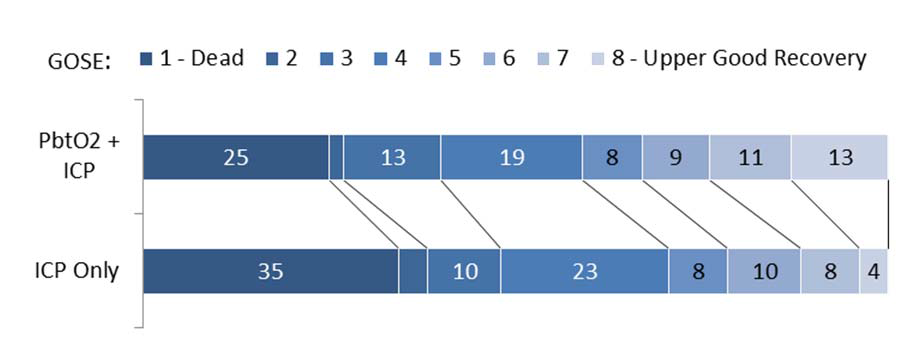 GOSE: 1 - Dead 2 3 4 5 6 7 8 - Upper Good Recovery
PbtO2 +
ICP
25 13 19 8 9 11 13
ICP Only
35 10 23 8 10 8 4